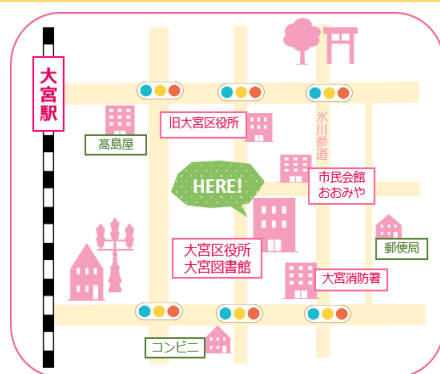 大宮駅
旧大宮区役所
髙島屋
氷川参道
市民会館
おおみや
HERE!
大宮区役所
大宮図書館
郵便局
大宮消防署
コンビニ